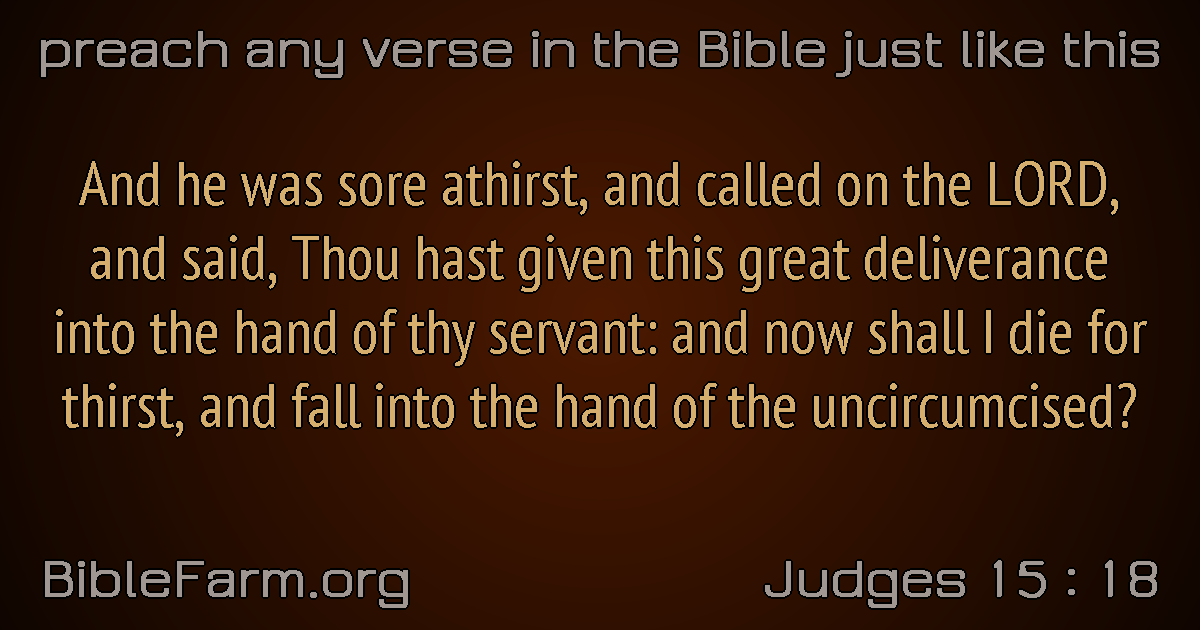 preach any verse in the Bible just like this
And he was sore athirst, and called on the LORD,
and said, Thou hast given this great deliverance
into the hand of thy servant: and now shall I die for
thirst, and fall into the hand of the uncircumcised?
BibleFarm.org
Judges 15 : 18